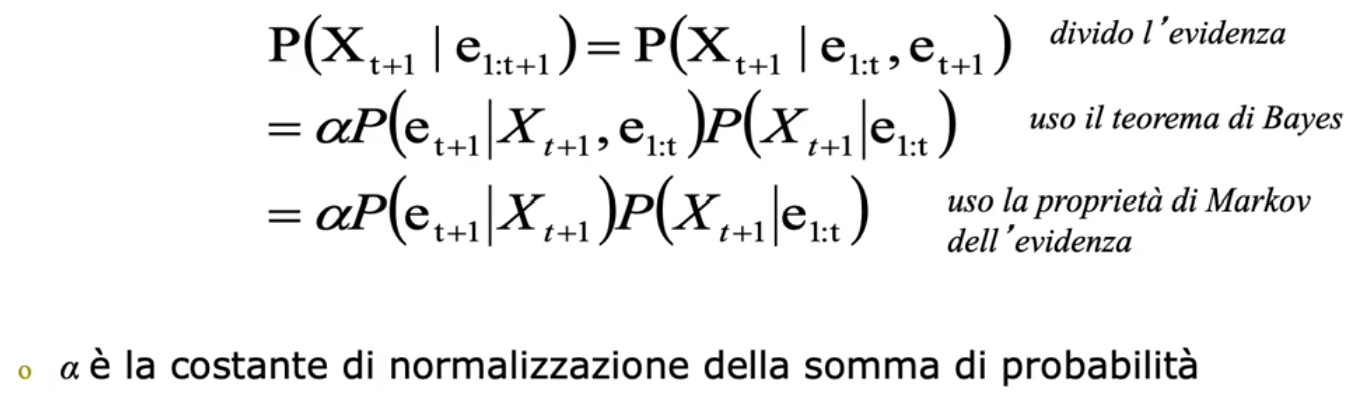 P(X_{t+1} | e_{1:t+1}) = P(X_{t+1} | e_{1:t}, e_{t+1}) divido l'evidenza
= αP(e_{t+1}|X_{t+1}, e_{1:t})P(X_{t+1}|e_{1:t}) uso il teorema di Bayes
= αP(e_{t+1}|X_{t+1})P(X_{t+1}|e_{1:t}) uso la proprietà di Markov
dell'evidenza
o α è la costante di normalizzazione della somma di probabilità